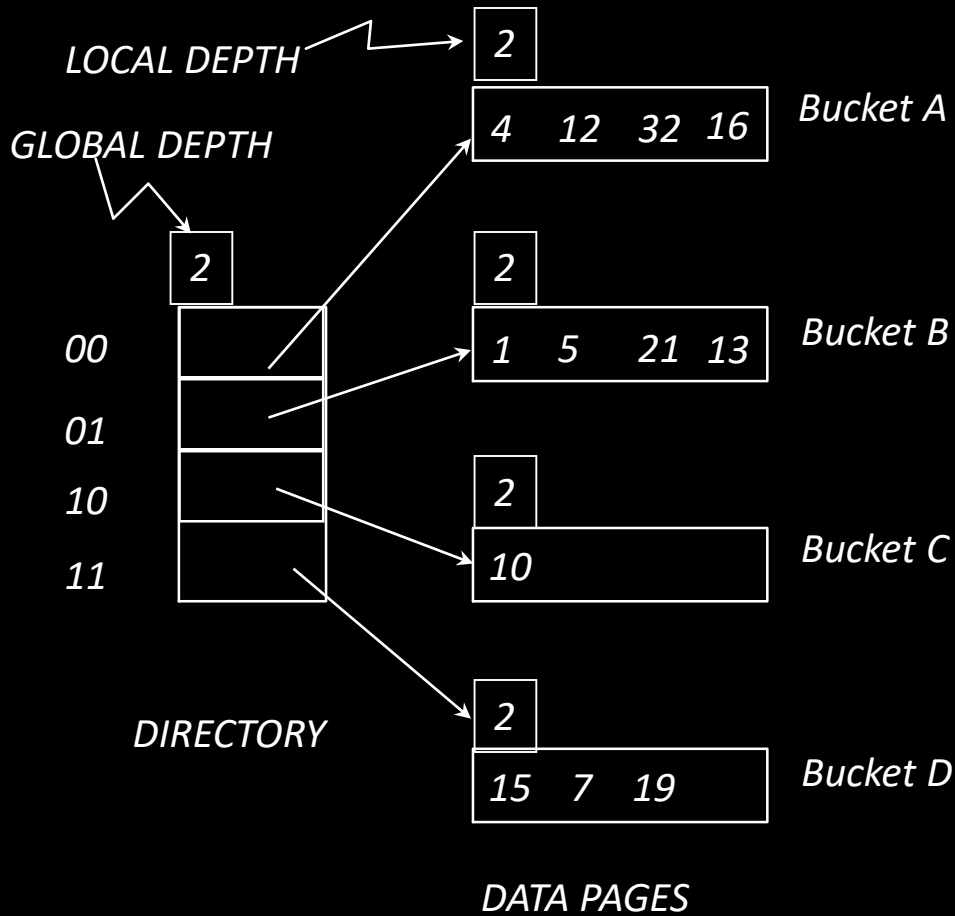 LOCAL DEPTH
2
4 12 32 16
Bucket A
GLOBAL DEPTH
2
2
1 5 21 13
Bucket B
00
01
10
11
2
10
Bucket C
2
15 7 19
Bucket D
DIRECTORY
DATA PAGES